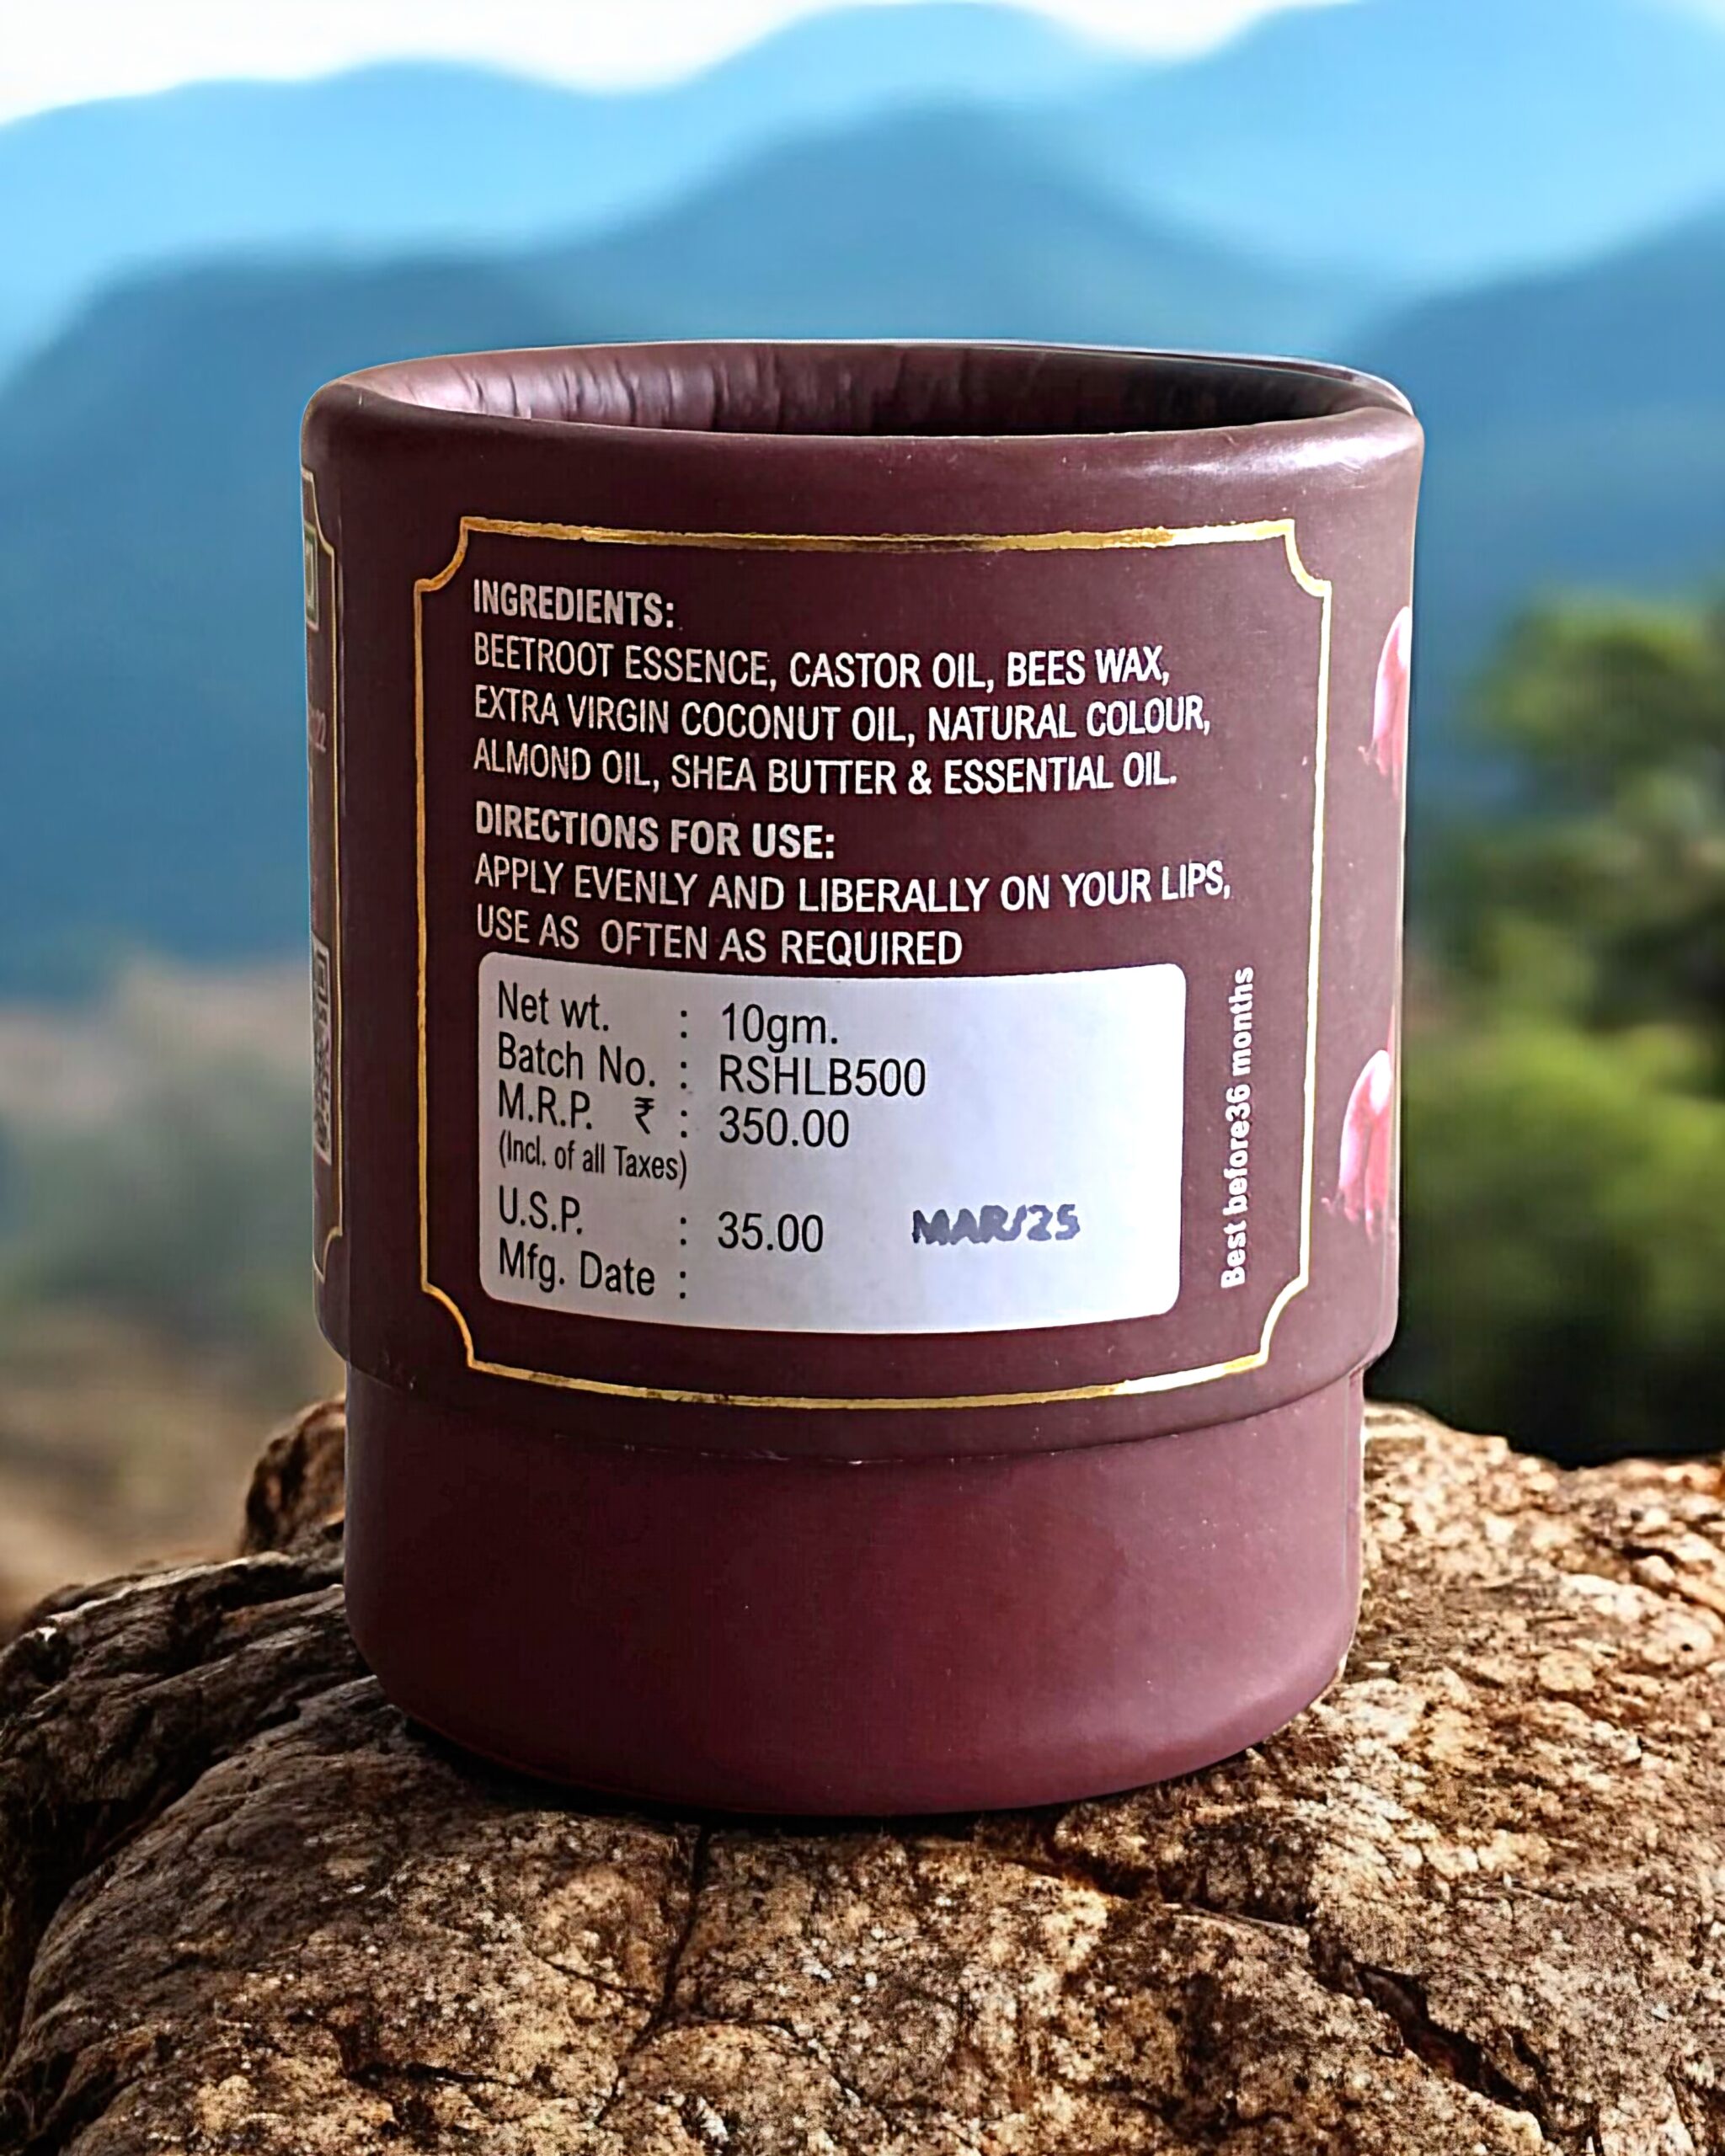 INGREDIENTS:
BEETROOT ESSENCE, CASTOR OIL, BEES WAX,
EXTRA VIRGIN COCONUT OIL, NATURAL COLOUR,
ALMOND OIL, SHEA BUTTER & ESSENTIAL OIL.
DIRECTIONS FOR USE:
APPLY EVENLY AND LIBERALLY ON YOUR LIPS,
USE AS OFTEN AS REQUIRED
Net wt. : 10gm.
Batch No. : RSHLB500
M.R.P. ₹ : 350.00
(Incl. of all Taxes)
U.S.P. : 35.00 MAR/25
Mfg. Date :
Best before36 months